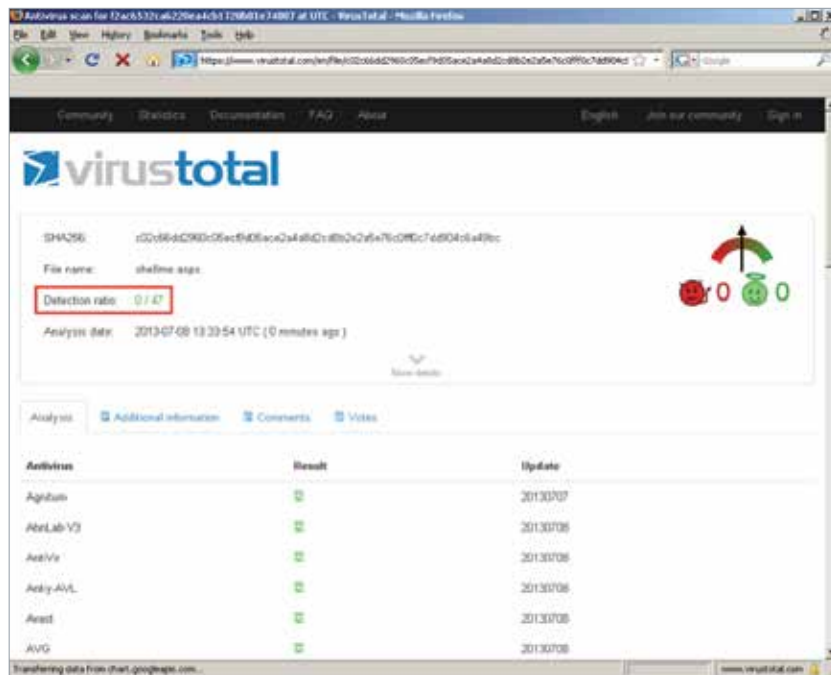 Antivirus scan for at UTC - VirusTotal - Mozilla Firefox
File Edit View History Bookmarks Tools Help
Google
Community Statistics Documentation FAQ About English Join our community Sign in
virustotal
SHA256:
File name: shellme.aspx
Detection ratio: 0 / 47
0 0
Analysis date: 2013-07-08 13:33:54 UTC ( 0 minutes ago )
More details
Analysis Additional information Comments Votes
Antivirus Result Update
Agnitum 20130707
AhnLab-V3 20130708
AntiVir 20130708
Antiy-AVL 20130708
Avast 20130708
AVG 20130708
Transferring data from chart.googleapis.com... www.virustotal.com